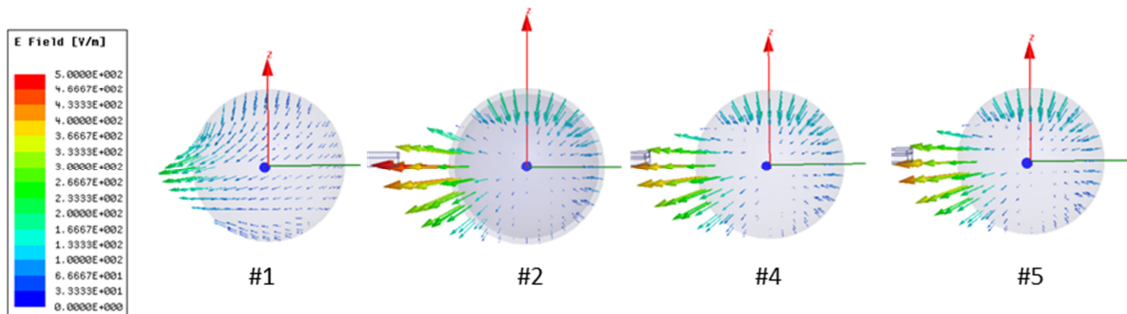 E Field [V/m]
5.0000E+002
4.6667E+002
4.3333E+002
4.0000E+002
3.6667E+002
3.3333E+002
3.0000E+002
2.6667E+002
2.3333E+002
2.0000E+002
1.6667E+002
1.3333E+002
1.0000E+002
6.6667E+001
3.3333E+001
0.0000E+000
z
z
z
z
#1
#2
#4
#5